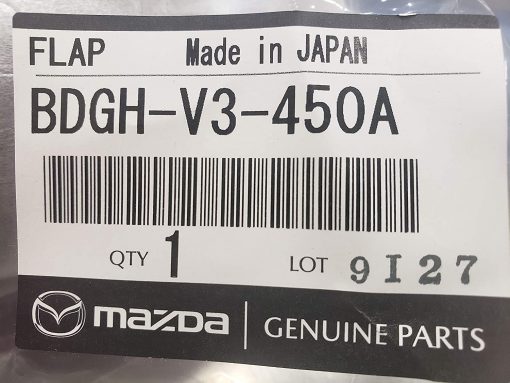 FLAP Made in JAPAN
BDGH-V3-450A
QTY 1 LOT 9I27
mazda GENUINE PARTS